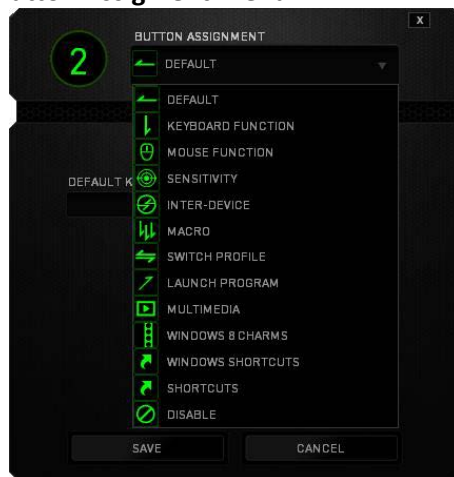 X
BUTTON ASSIGNMENT
2
DEFAULT
DEFAULT
KEYBOARD FUNCTION
MOUSE FUNCTION
DEFAULT K
SENSITIVITY
INTER-DEVICE
MACRO
SWITCH PROFILE
LAUNCH PROGRAM
MULTIMEDIA
WINDOWS 8 CHARMS
WINDOWS SHORTCUTS
SHORTCUTS
DISABLE
SAVE
CANCEL